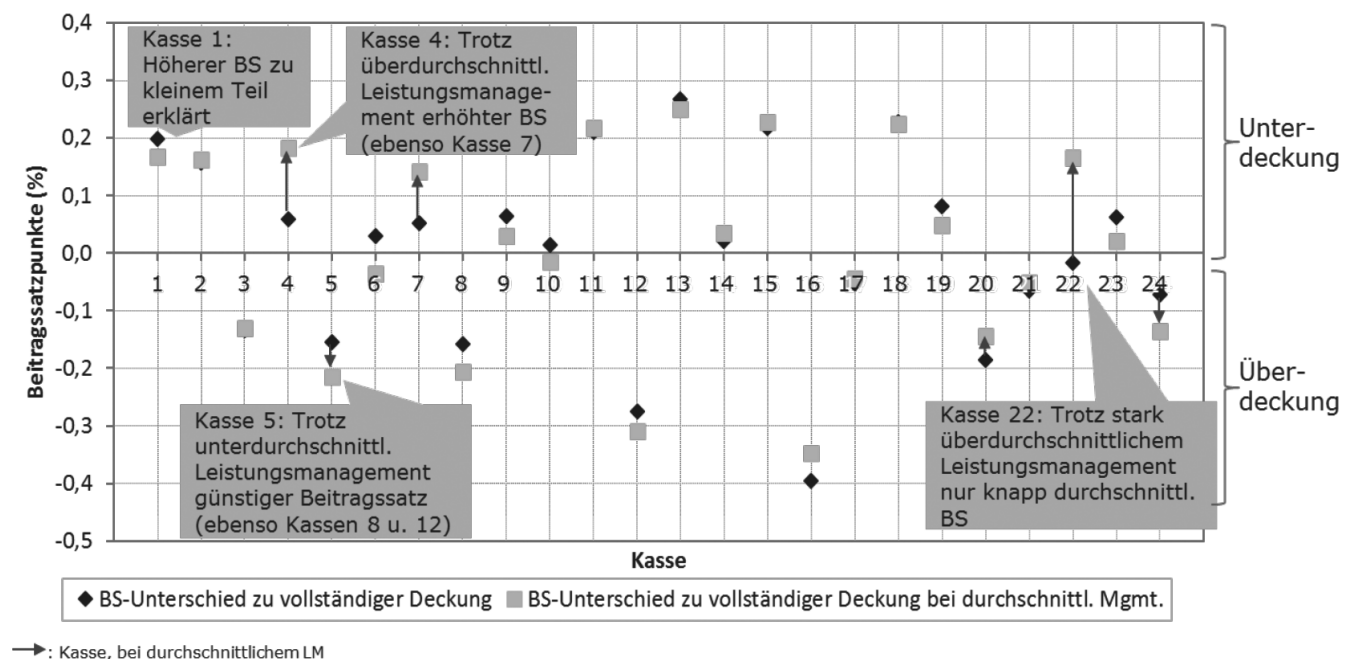 0,4
0,3
0,2
0,1
0,0
-0,1
-0,2
-0,3
-0,4
-0,5
Beitragssatzpunkte (%)
Kasse 1:
Höherer BS zu
kleinem Teil
erklärt
Kasse 4: Trotz
überdurchschnittl.
Leistungsmanage-
ment erhöhter BS
(ebenso Kasse 7)
Unter-
deckung
1 2 3 4 5 6 7 8 9 10 11 12 13 14 15 16 17 18 19 20 21 22 23 24
Über-
deckung
Kasse 5: Trotz
unterdurchschnittl.
Leistungsmanagement
günstiger Beitragssatz
(ebenso Kassen 8 u. 12)
Kasse 22: Trotz stark
überdurchschnittlichem
Leistungsmanagement
nur knapp durchschnittl.
BS
Kasse
BS-Unterschied zu vollständiger Deckung
BS-Unterschied zu vollständiger Deckung bei durchschnittl. Mgmt.
: Kasse, bei durchschnittlichem LM